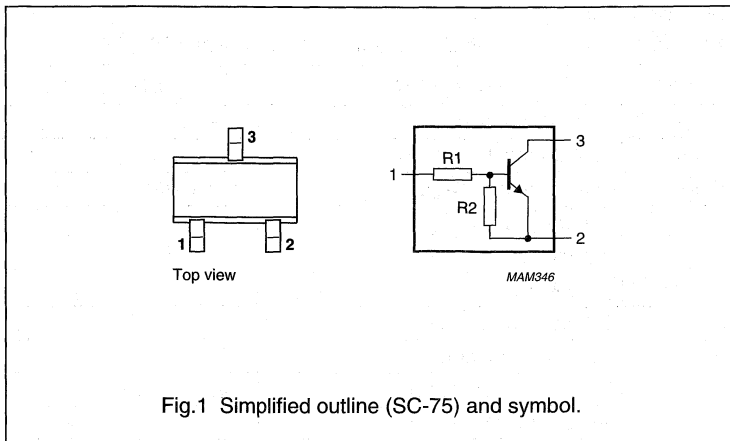 3
1
2
Top view
1
R1
R2
3
2
MAM346
Fig.1 Simplified outline (SC-75) and symbol.